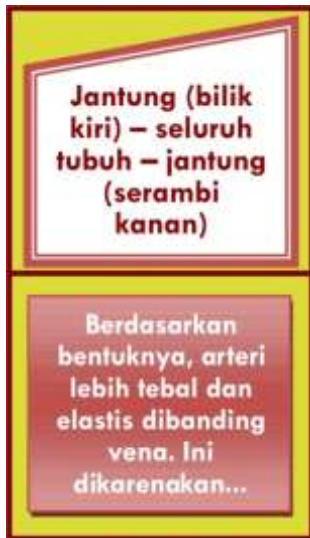 Jantung (bilik
kiri) – seluruh
tubuh – jantung
(serambi
kanan)
Berdasarkan
bentuknya, arteri
lebih tebal dan
elastis dibanding
vena. Ini
dikarenakan...